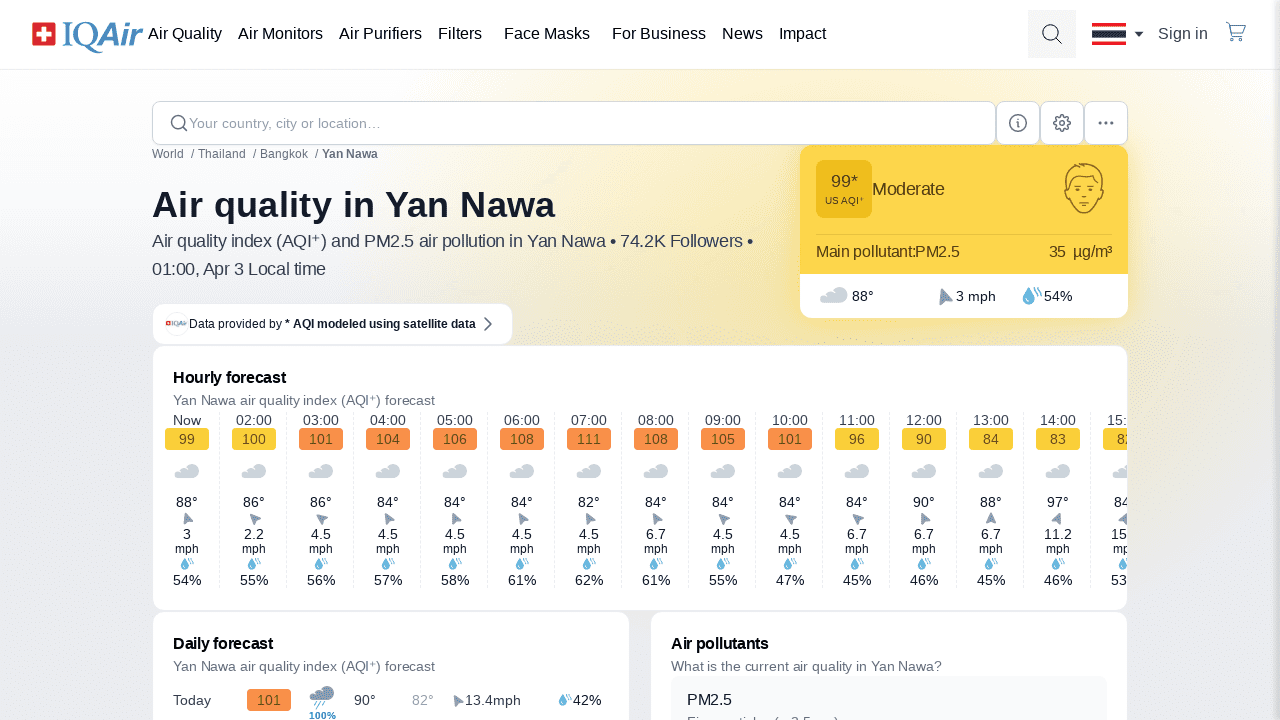 IQAir Air Quality Air Monitors Air Purifiers Filters Face Masks For Business News Impact Sign in
Your country, city or location…
World / Thailand / Bangkok / Yan Nawa
Air quality in Yan Nawa
Air quality index (AQI⁺) and PM2.5 air pollution in Yan Nawa • 74.2K Followers •
01:00, Apr 3 Local time
99*
US AQI⁺
Moderate
Main pollutant:PM2.5 35 µg/m³
88° 3 mph 54%
IQAir Data provided by * AQI modeled using satellite data
Hourly forecast
Yan Nawa air quality index (AQI⁺) forecast
Now 02:00 03:00 04:00 05:00 06:00 07:00 08:00 09:00 10:00 11:00 12:00 13:00 14:00 15:
99 100 101 104 106 108 111 108 105 101 96 90 84 83 82
88° 86° 86° 84° 84° 84° 82° 84° 84° 84° 84° 90° 88° 97° 84
3 2.2 4.5 4.5 4.5 4.5 4.5 6.7 4.5 4.5 6.7 6.7 6.7 11.2 15
mph mph mph mph mph mph mph mph mph mph mph mph mph mph mp
54% 55% 56% 57% 58% 61% 62% 61% 55% 47% 45% 46% 45% 46% 53
Daily forecast
Yan Nawa air quality index (AQI⁺) forecast
Today 101 100% 90° 82° 13.4mph 42%
Air pollutants
What is the current air quality in Yan Nawa?
PM2.5